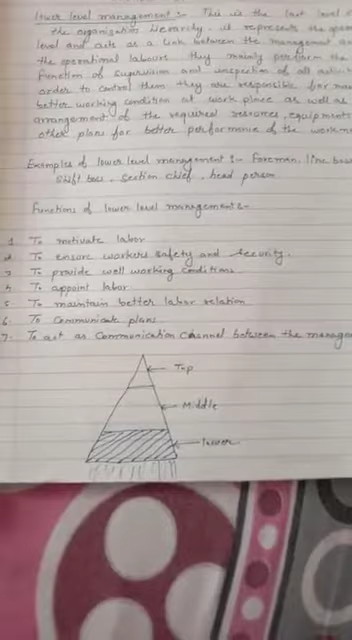 lower level management :- This is the last level o
the organisation hierarchy. it represents the opera
level and acts as a link between the management an
the operational labours. they mainly perform the
function of supervision and inspection of all activi
order to control them they are responsible for
better working condition at work place as well as
arrangement of the required resources, equipments
other plans for better performance of the workm
Examples of lower level management :- Foreman, line boss
shift boss, section chief, head person
functions of lower level management :-
1 To motivate labor
2 To ensure workers safety and security.
3 To provide well working conditions
4 To appoint labor
5 To maintain better labor relation
6. To communicate plans
7. To act as communication channel between the manage
Top
Middle
lower